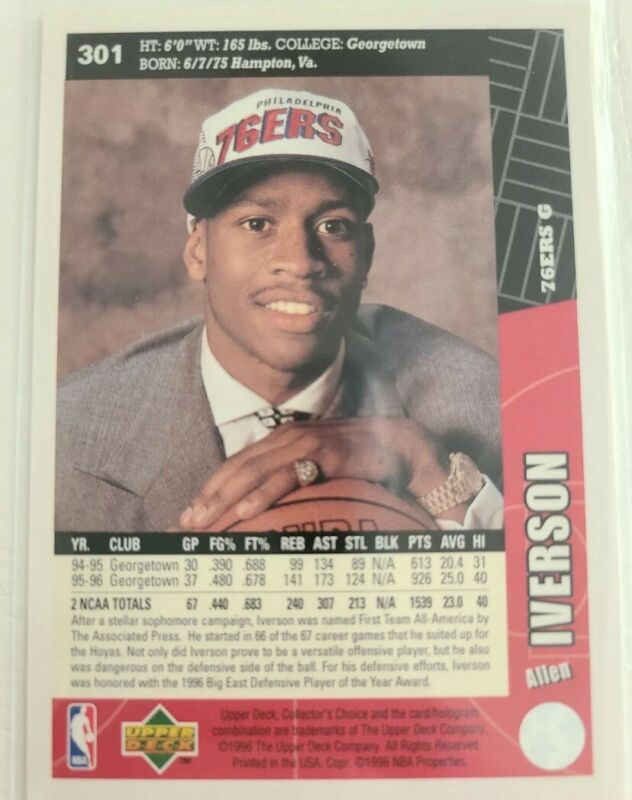 301
HT: 6'0" WT: 165 lbs. COLLEGE: Georgetown
BORN: 6/7/75 Hampton, Va.
PHILADELPHIA
76ERS
76ERS G
Allen
IVERSON
YR. CLUB GP FG% FT% REB AST STL BLK PTS AVG HI
94-95 Georgetown 30 .390 .688 99 134 89 N/A 613 20.4 31
95-96 Georgetown 37 .480 .678 141 173 124 N/A 926 25.0 40
2 NCAA TOTALS 67 .440 .683 240 307 213 N/A 1539 23.0 40
After a stellar sophomore campaign, Iverson was named First Team All-America by
The Associated Press. He started in 66 of the 67 career games that he suited up for
the Hoyas. Not only did Iverson prove to be a versatile offensive player, but he also
was dangerous on the defensive side of the ball. For his defensive efforts, Iverson
was honored with the 1996 Big East Defensive Player of the Year Award.
NBA
UPPER
DECK
TM
Upper Deck, Collector's Choice and the card/hologram
combination are trademarks of The Upper Deck Company.
©1996 The Upper Deck Company. All Rights Reserved.
Printed in the USA. Copr. ©1996 NBA Properties.